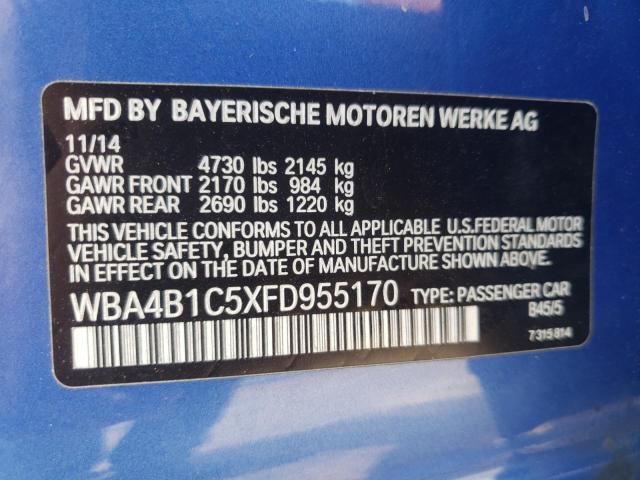 MFD BY BAYERISCHE MOTOREN WERKE AG
11/14
GVWR 4730 lbs 2145 kg
GAWR FRONT 2170 lbs 984 kg
GAWR REAR 2690 lbs 1220 kg
THIS VEHICLE CONFORMS TO ALL APPLICABLE U.S.FEDERAL MOTOR
VEHICLE SAFETY, BUMPER AND THEFT PREVENTION STANDARDS
IN EFFECT ON THE DATE OF MANUFACTURE SHOWN ABOVE.
WBA4B1C5XFD955170 TYPE: PASSENGER CAR
B45/5
7315814